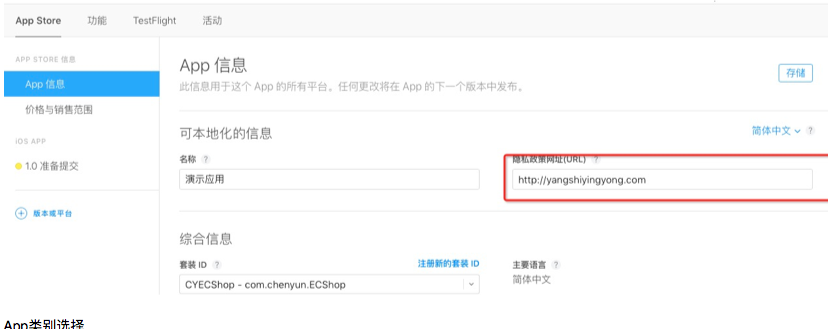 App Store 功能 TestFlight 活动
APP STORE 信息
App 信息
价格与销售范围
iOS APP
1.0 准备提交
版本或平台
App 信息
存储
此信息用于这个 App 的所有平台。任何更改将在 App 的下一个版本中发布。
可本地化的信息
简体中文 ?
名称 ?
隐私政策网址(URL) ?
演示应用
http://yangshiyingyong.com
综合信息
套装 ID ?
注册新的套装 ID
主要语言 ?
CYECShop - com.chenyun.ECShop
简体中文
App类别选择